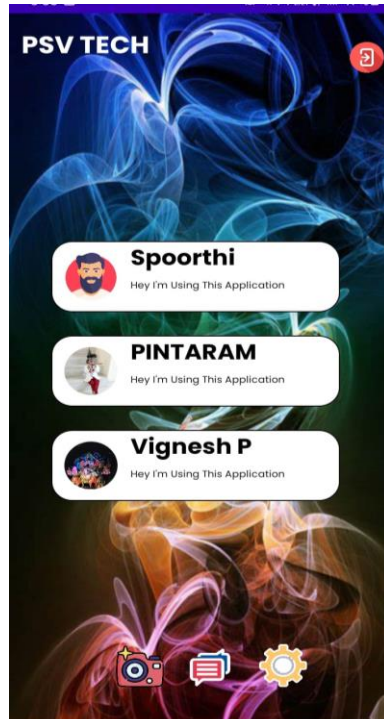 PSV TECH
Spoorthi
Hey I'm Using This Application
PINTARAM
Hey I'm Using This Application
Vignesh P
Hey I'm Using This Application